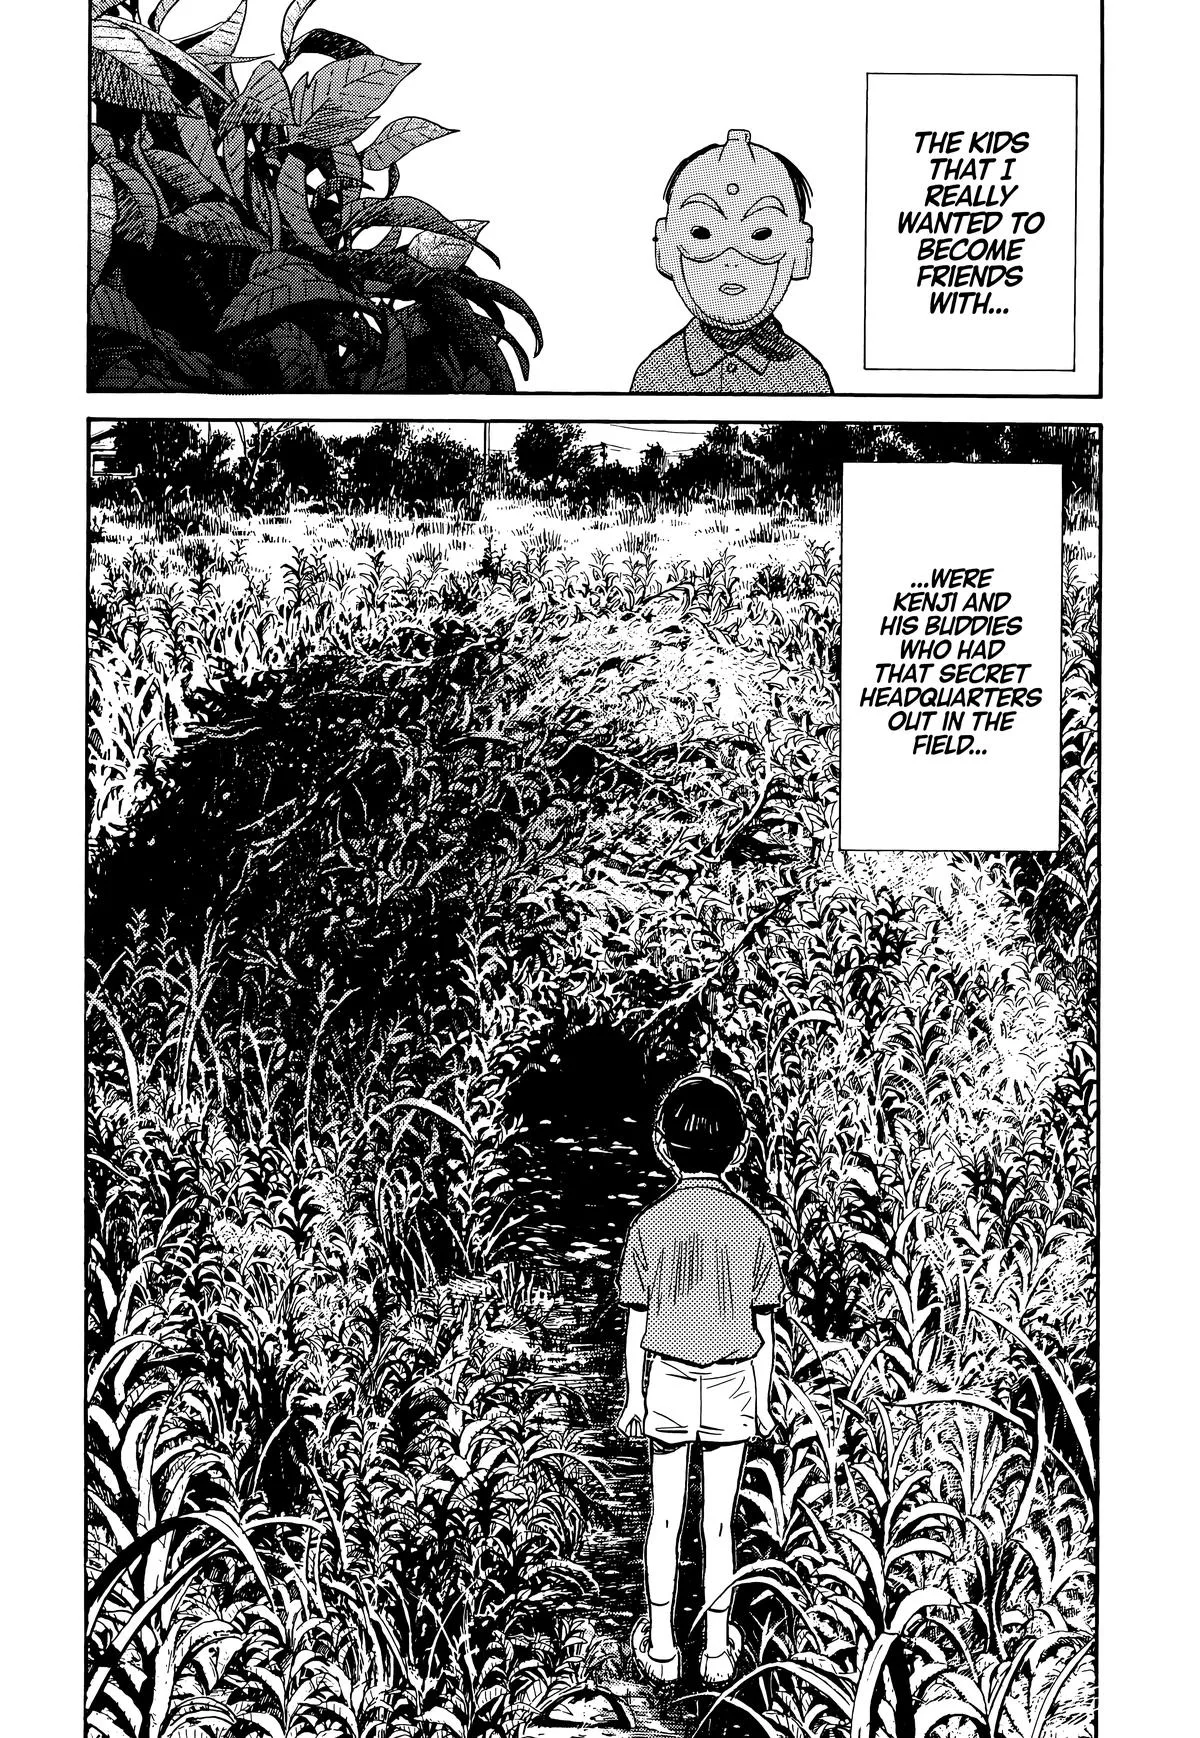 THE KIDS
THAT I
REALLY
WANTED TO
BECOME
FRIENDS
WITH...
...WERE
KENJI AND
HIS BUDDIES
WHO HAD
THAT SECRET
HEADQUARTERS
OUT IN THE
FIELD...